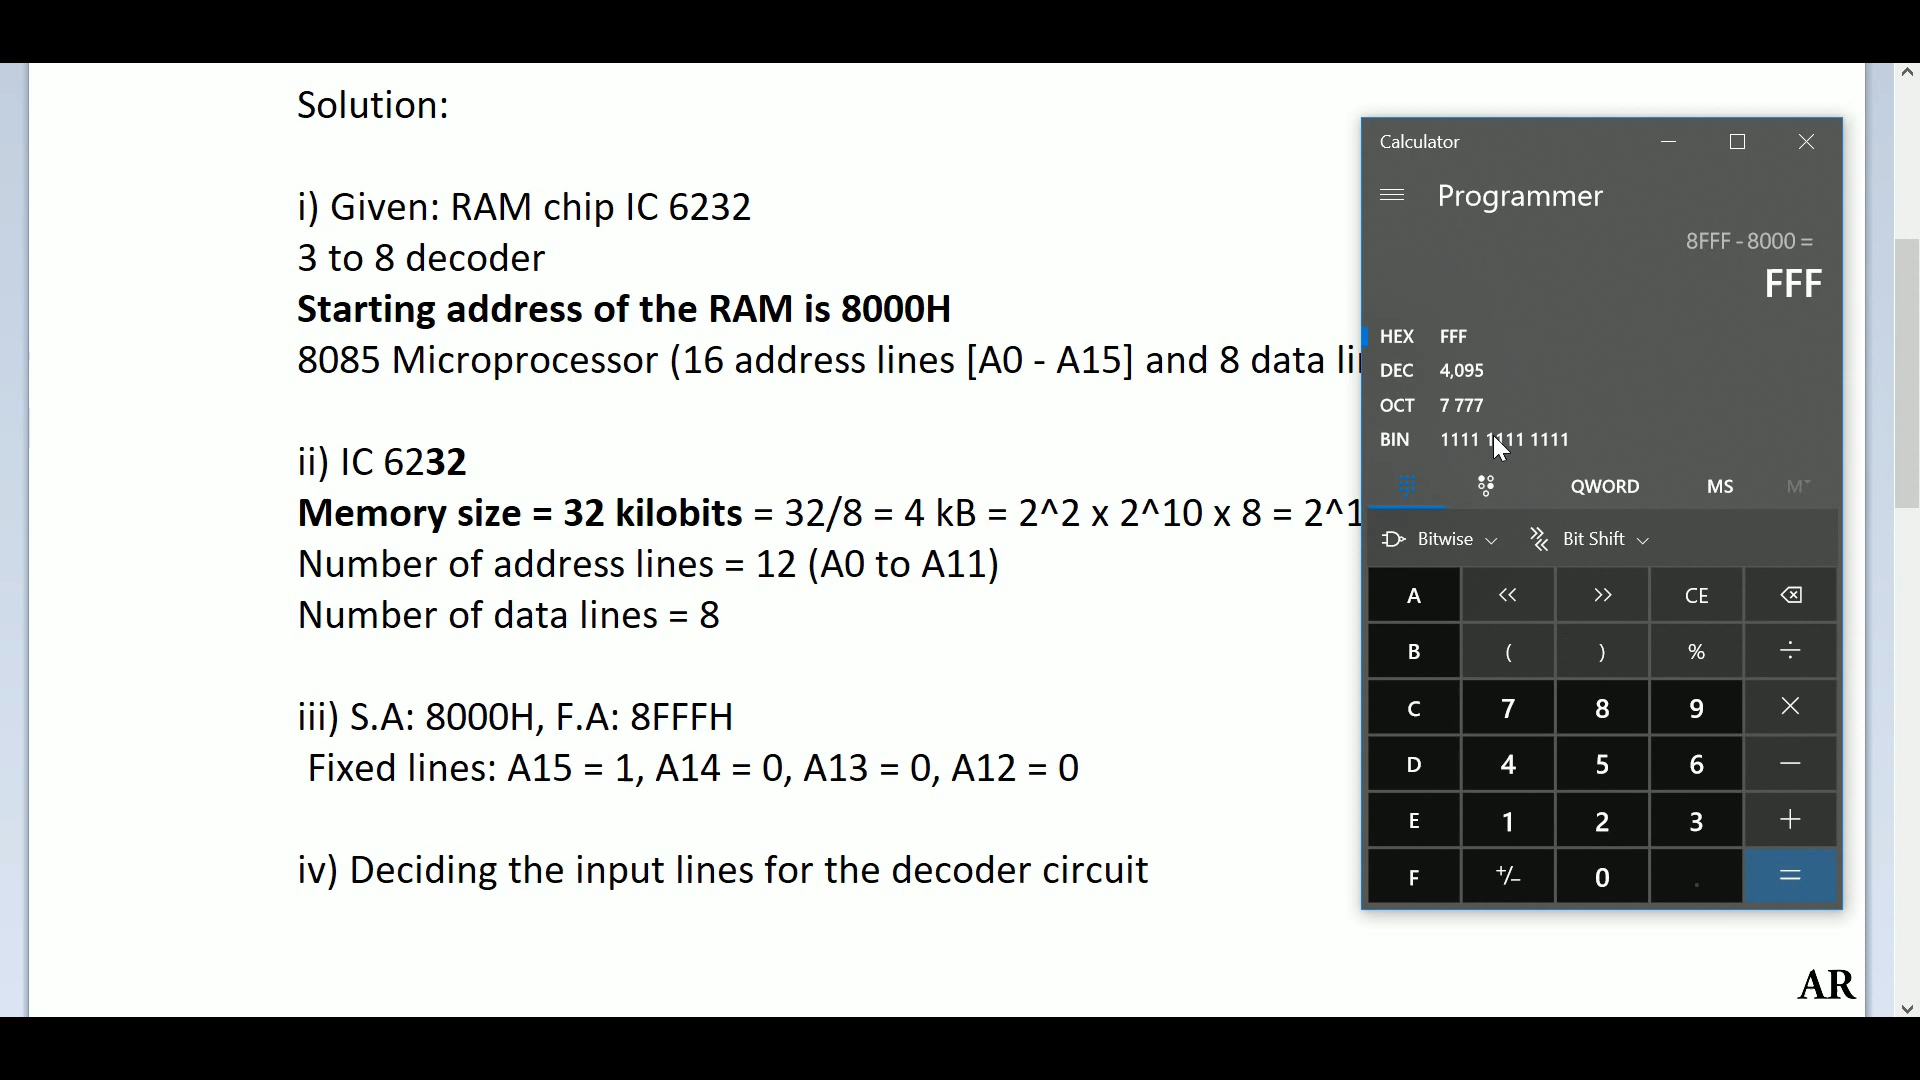 Solution:
i) Given: RAM chip IC 6232
3 to 8 decoder
Starting address of the RAM is 8000H
8085 Microprocessor (16 address lines [A0 - A15] and 8 data
ii) IC 6232
Memory size = 32 kilobits = 32/8 = 4 kB = 2^2 x 2^10 x 8 = 2^1
Number of address lines = 12 (A0 to A11)
Number of data lines = 8
iii) S.A: 8000H, F.A: 8FFFH
Fixed lines: A15 = 1, A14 = 0, A13 = 0, A12 = 0
iv) Deciding the input lines for the decoder circuit
Calculator
Programmer
8FFF - 8000 =
FFF
HEX FFF
DEC 4,095
OCT 7 777
BIN 1111 1111 1111
QWORD MS M
Bitwise Bit Shift
A << >> CE
B ( ) % ÷
C 7 8 9 ×
D 4 5 6 −
E 1 2 3 +
F +/− 0 . =
AR